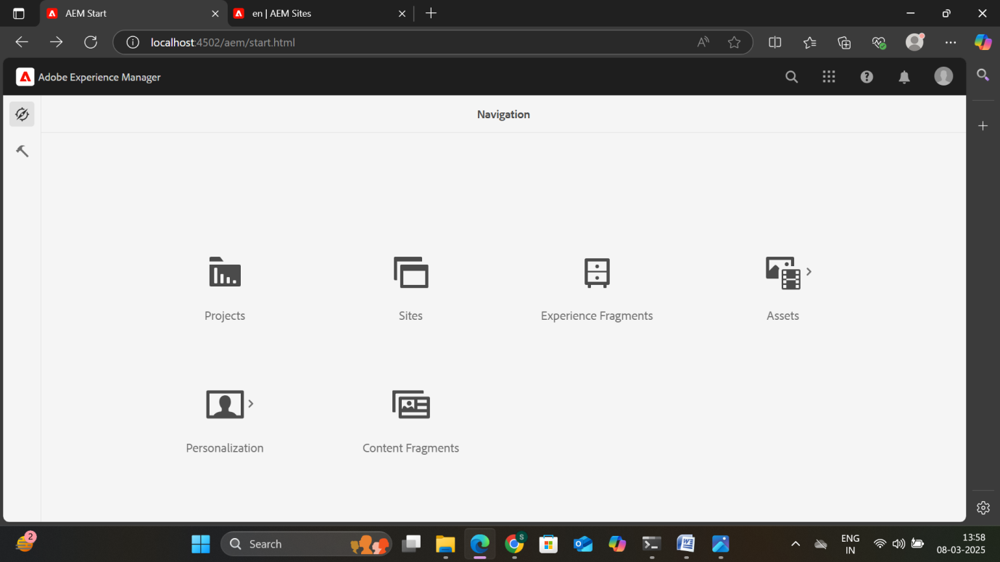 AEM Start
en | AEM Sites
localhost:4502/aem/start.html
Adobe Experience Manager
Navigation
Projects
Sites
Experience Fragments
Assets
Personalization
Content Fragments
2
Search
S
ENG
IN
13:58
08-03-2025